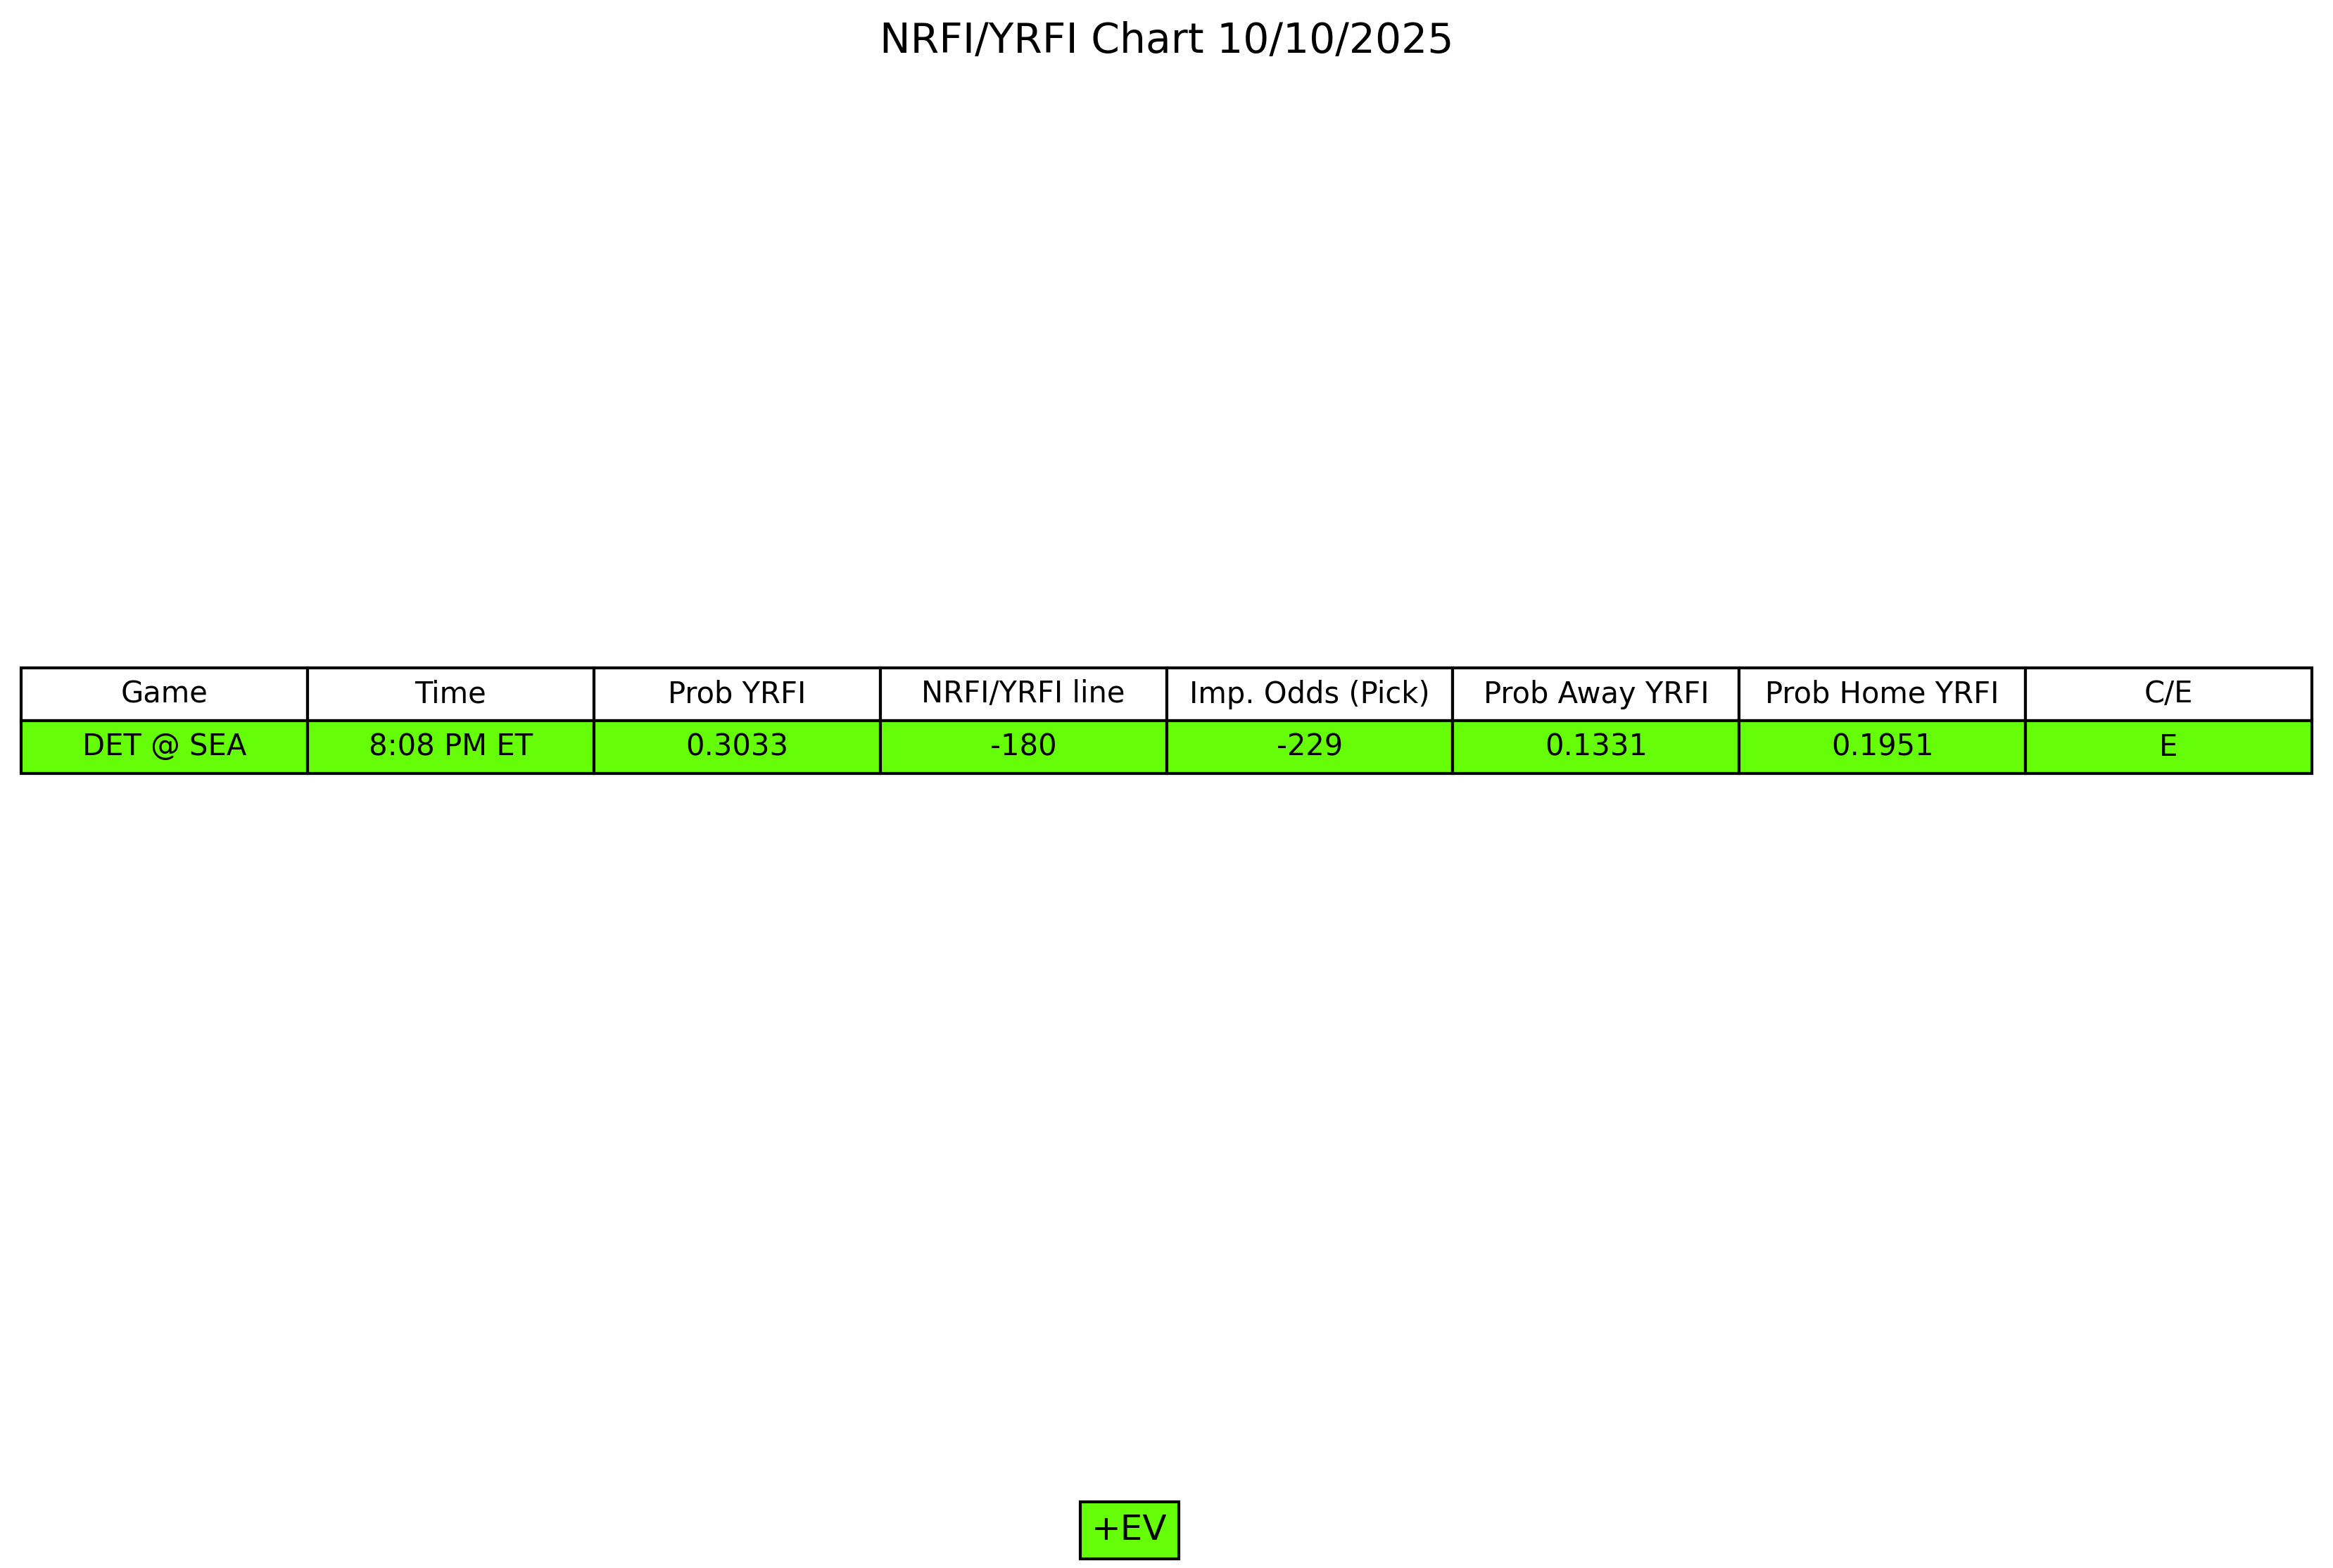 NRFI/YRFI Chart 10/10/2025
Game Time Prob YRFI NRFI/YRFI line Imp. Odds (Pick) Prob Away YRFI Prob Home YRFI C/E
DET @ SEA 8:08 PM ET 0.3033 -180 -229 0.1331 0.1951 E
+EV